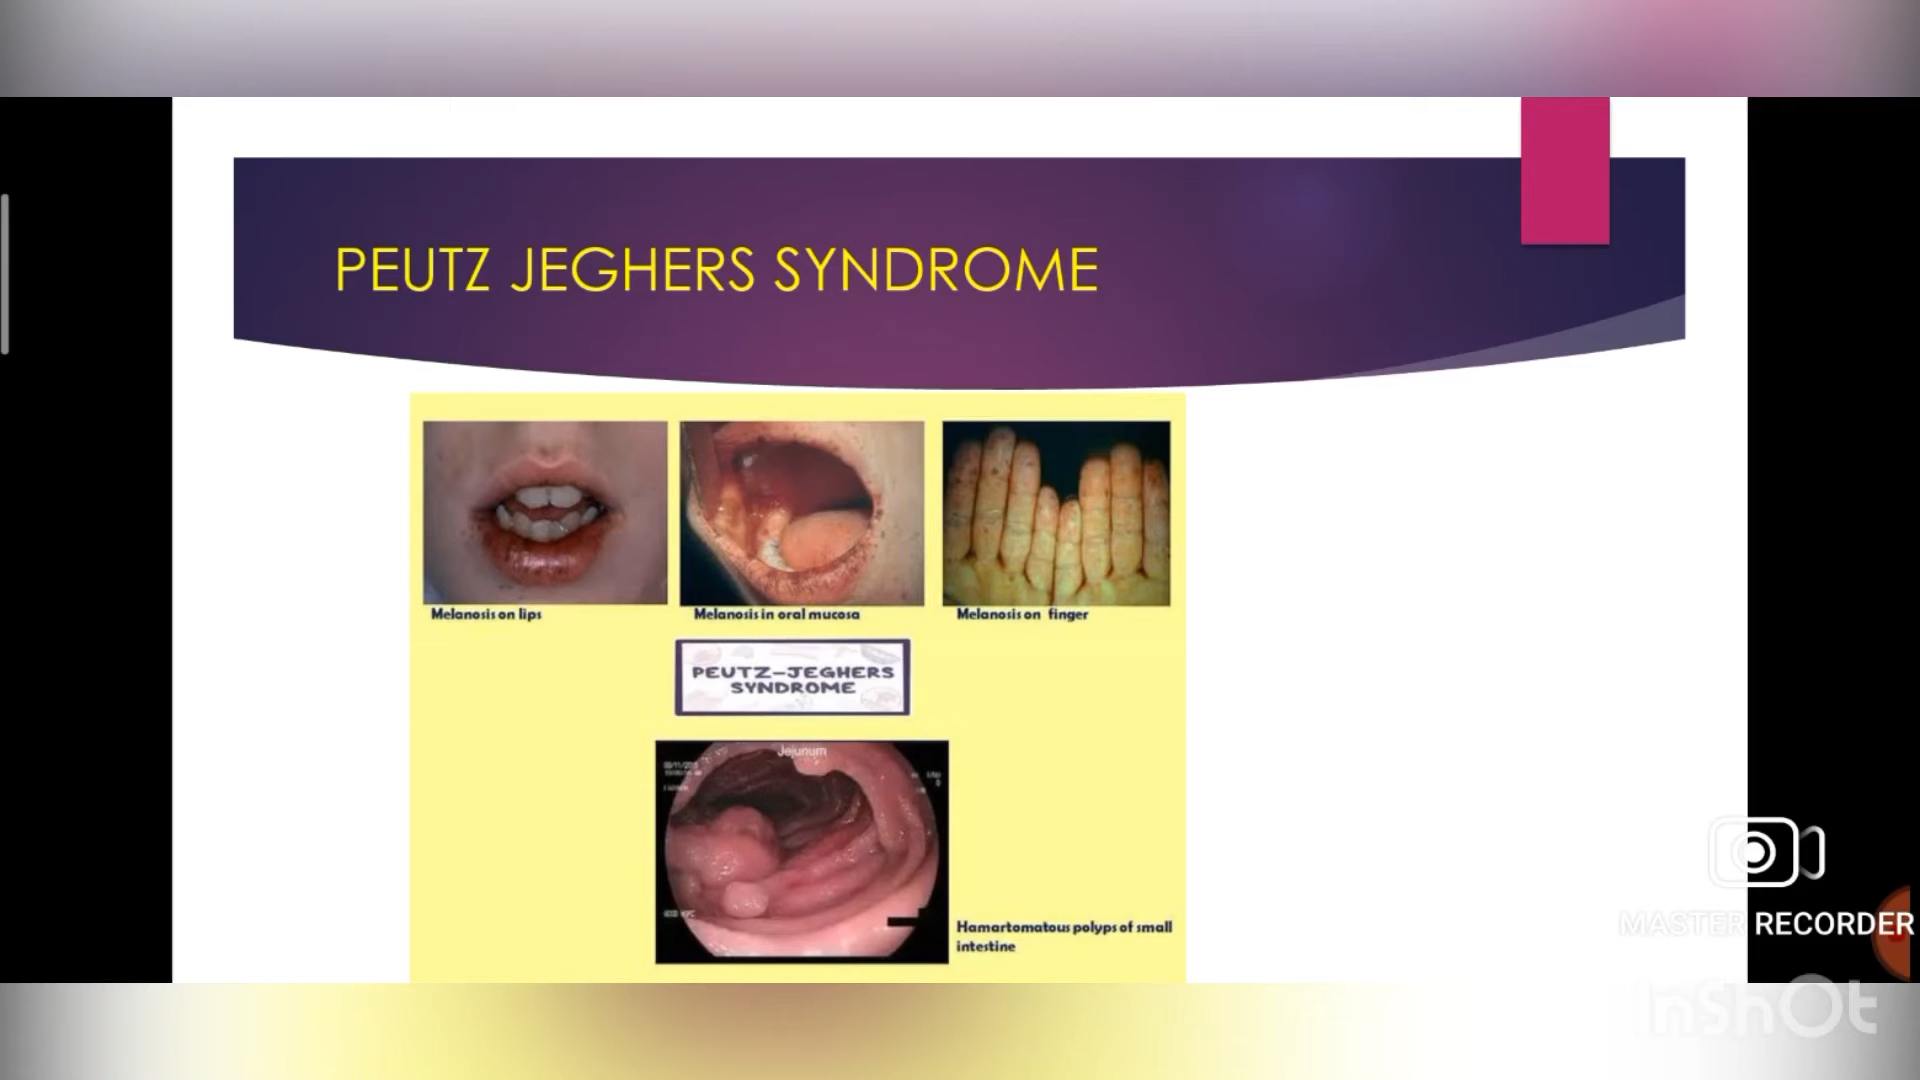 PEUTZ JEGHERS SYNDROME
Melanosis on lips
Melanosis in oral mucosa
Melanosis on finger
PEUTZ-JEGHERS
SYNDROME
Jejunum
Hamartomatous polyps of small
intestine
MASTER RECORDER
InShOt